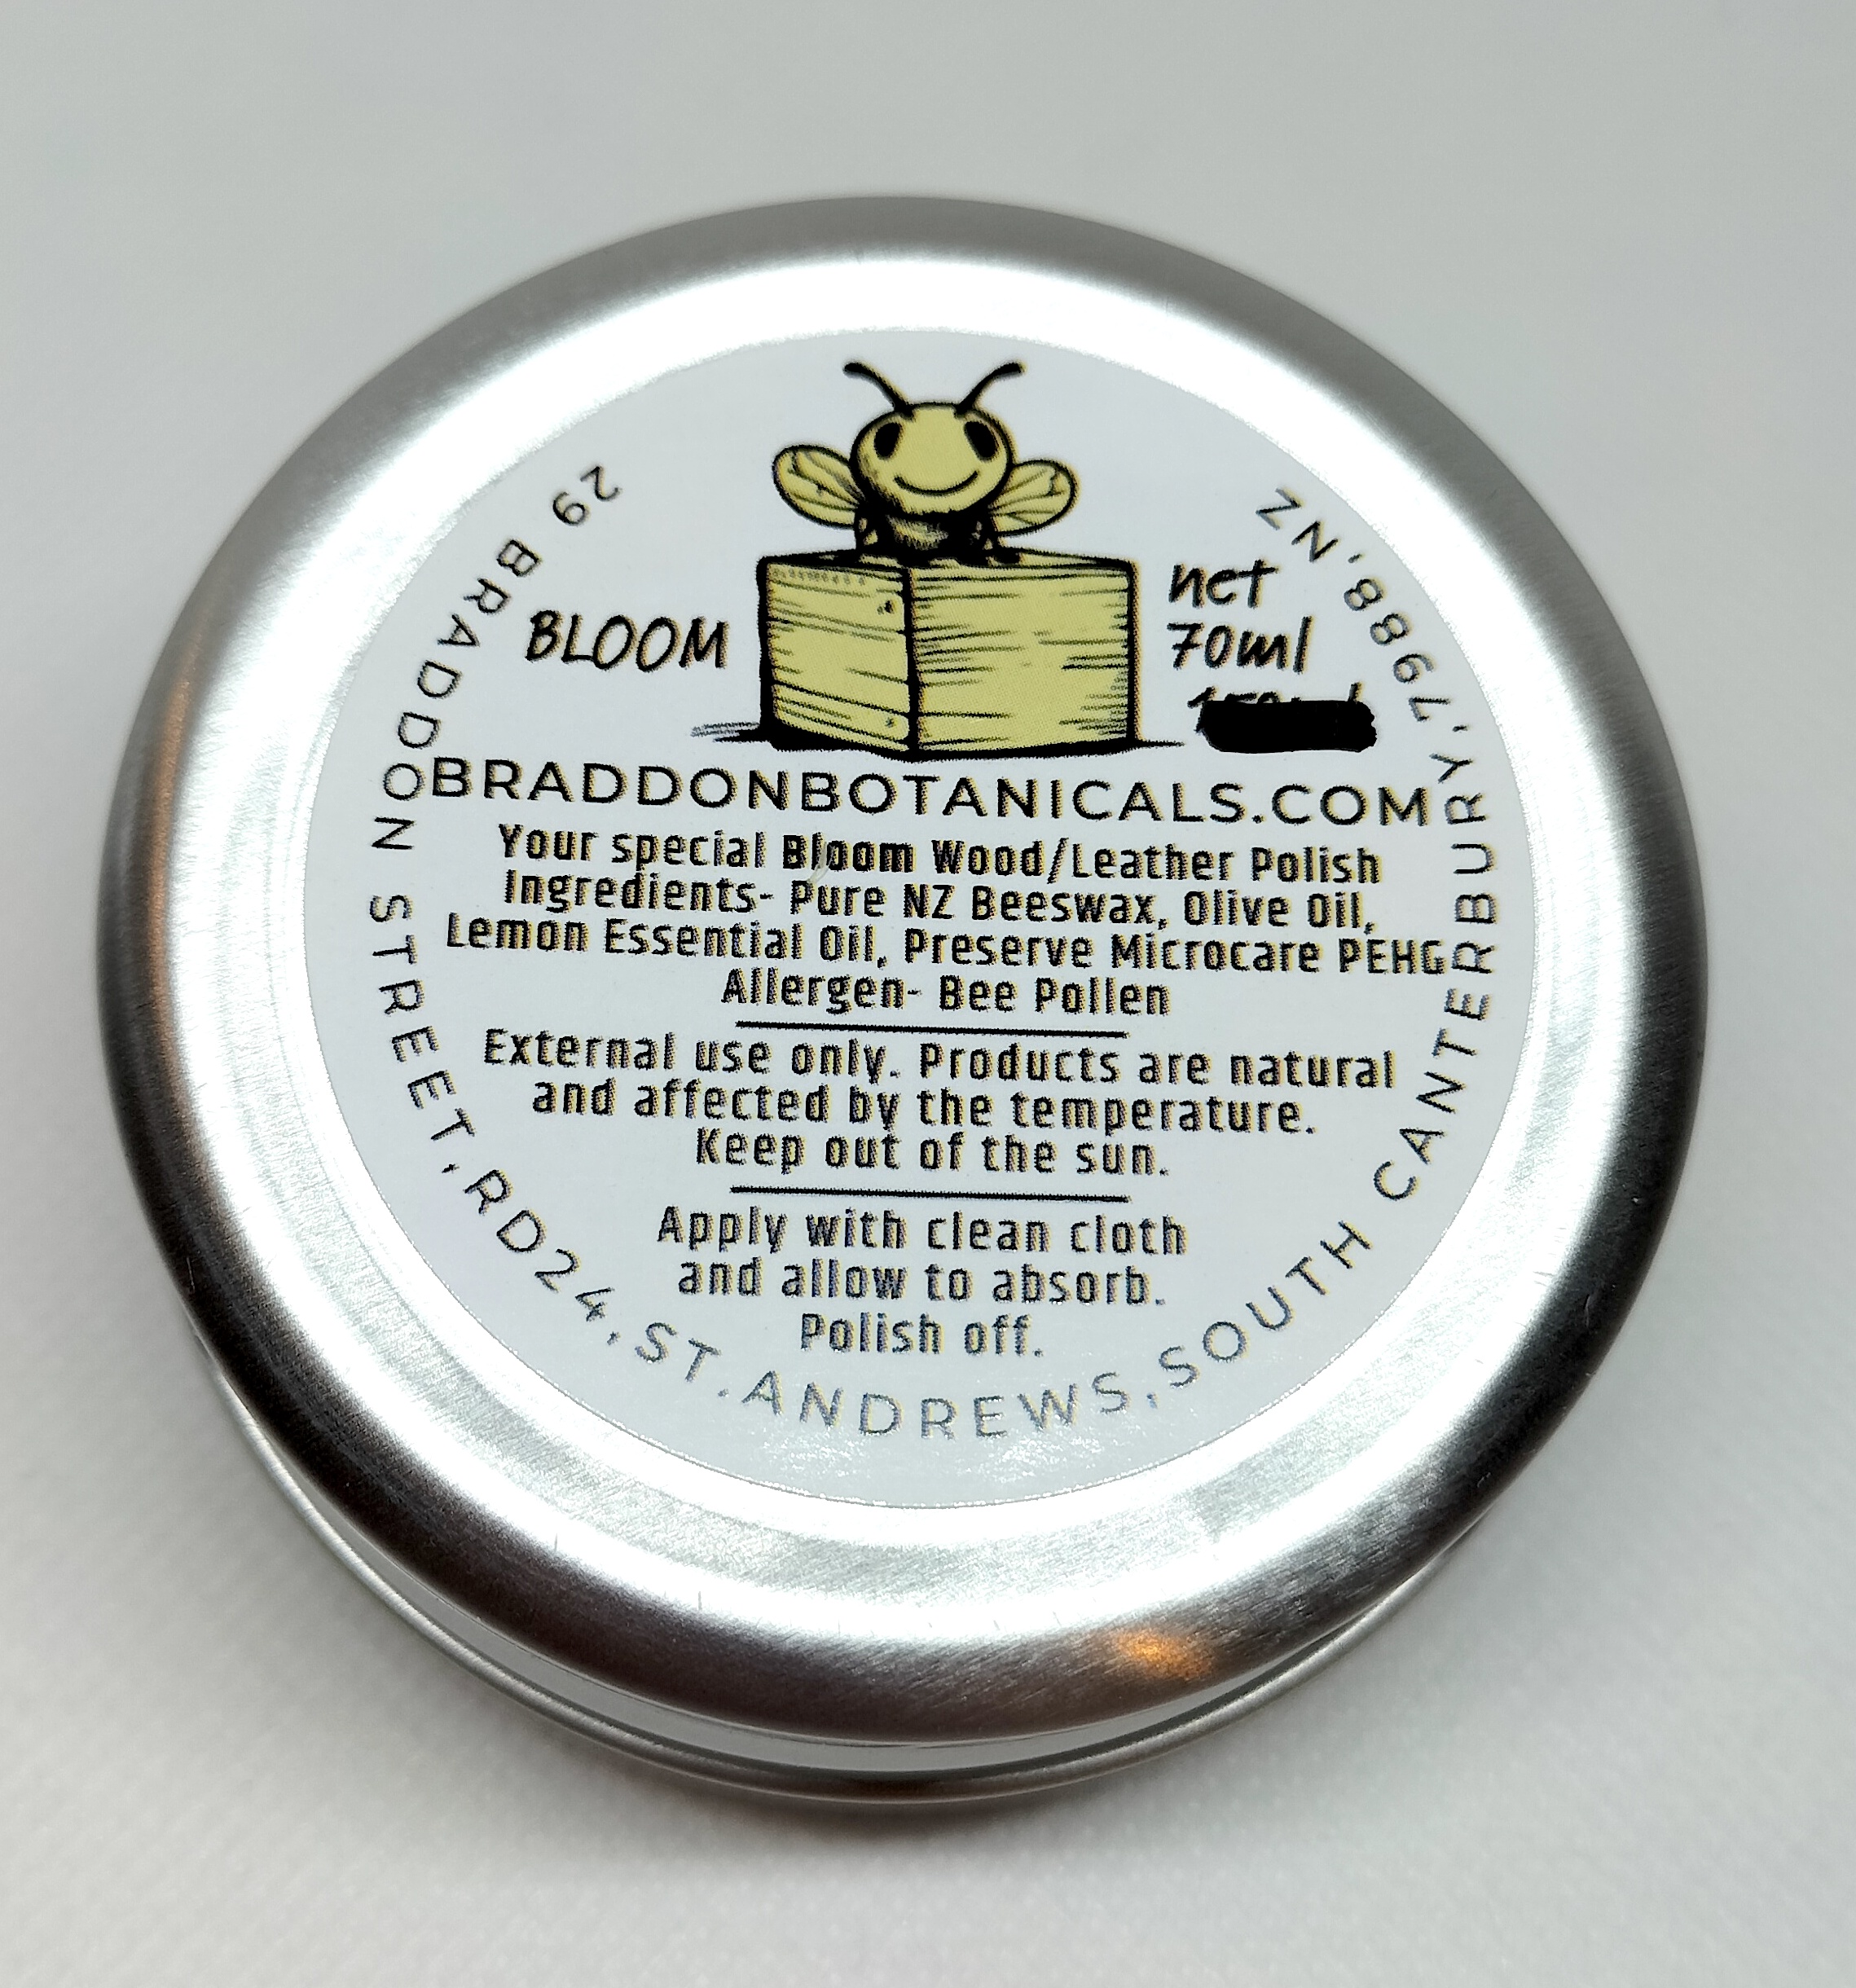 29 BRADDON STREET, RD24, ST. ANDREWS, SOUTH CANTERBURY, 7988, NZ
BLOOM
net
70ml
BRADDONBOTANICALS.COM
Your special Bloom Wood/Leather Polish
Ingredients- Pure NZ Beeswax, Olive Oil,
Lemon Essential Oil, Preserve Microcare PEHG
Allergen- Bee Pollen
External use only. Products are natural
and affected by the temperature.
Keep out of the sun.
Apply with clean cloth
and allow to absorb.
Polish off.